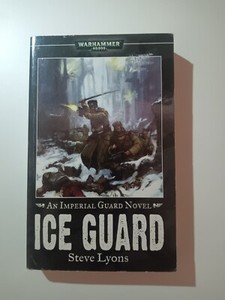 WARHAMMER
40,000
AN IMPERIAL GUARD NOVEL
ICE GUARD
Steve Lyons